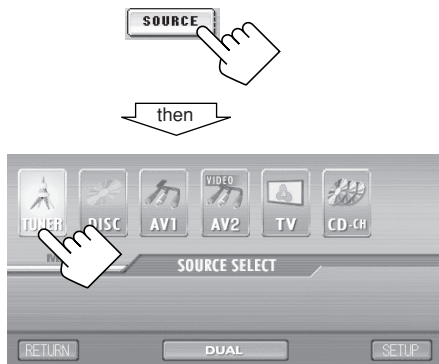 SOURCE
then
TUNER DISC AV1 VIDEO AV2 TV CD-CH
SOURCE SELECT
RETURN DUAL SETUP